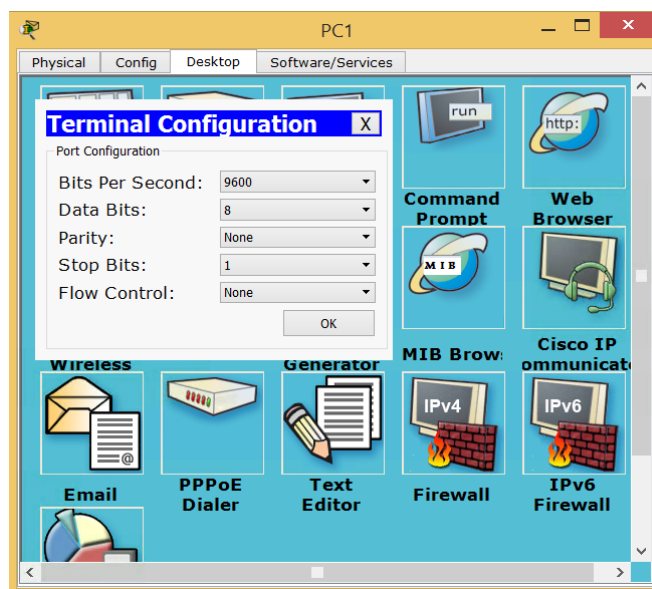 PC1
Physical Config Desktop Software/Services
Terminal Configuration X
Port Configuration
Bits Per Second: 9600
Data Bits: 8
Parity: None
Stop Bits: 1
Flow Control: None
OK
run
Command
Prompt
http:
Web
Browser
Wireless
Generator
MIB
MIB Brow
Cisco IP
ommunicat
@
Email
PPPoE
Dialer
Text
Editor
IPv4
Firewall
IPv6
IPv6
Firewall